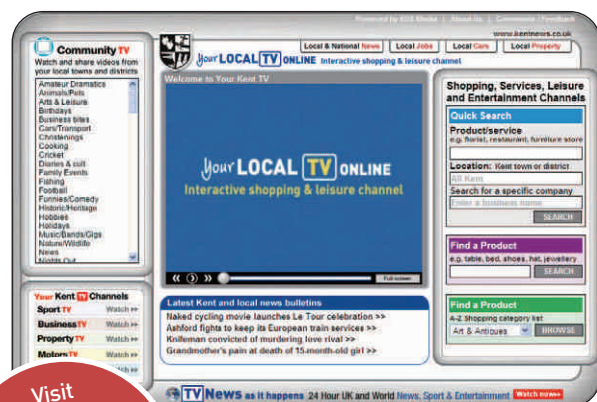 Powered by KOS Media | About Us | Comments / Feedback
www.kentnews.co.uk
Community TV
Watch and share videos from
your local towns and districts
Amateur Dramatics
Animals/Pets
Arts & Leisure
Birthdays
Business bites
Cars/Transport
Christenings
Cooking
Cricket
Diaries & cult
Family Events
Fishing
Football
Funnies/Comedy
Historic/Heritage
Hobbies
Holidays
Music/Bands/Gigs
Nature/Wildlife
News
Nights Out
Your Kent TV Channels
Sport TV Watch »
Business TV Watch »
Property TV Watch »
Motors TV Watch »
Visit
Local & National News
Local Jobs
Local Cars
Local Property
Your LOCAL TV ONLINE Interactive shopping & leisure channel
Welcome to Your Kent TV
Your LOCAL TV ONLINE
Interactive shopping & leisure channel
Full screen
Latest Kent and local news bulletins
Naked cycling movie launches Le Tour celebration >>
Ashford fights to keep its European train services >>
Knifeman convicted of murdering love rival >>
Grandmother's pain at death of 15-month-old girl >>
TV News as it happens 24 Hour UK and World News, Sport & Entertainment Watch now»
Shopping, Services, Leisure
and Entertainment Channels
Quick Search
Product/service
e.g. florist, restaurant, furniture store
Location: Kent town or district
All Kent
Search for a specific company
Enter a business name
SEARCH
Find a Product
e.g. table, bed, shoes, hat, jewellery
SEARCH
Find a Product
A-Z Shopping category list
Art & Antiques
BROWSE